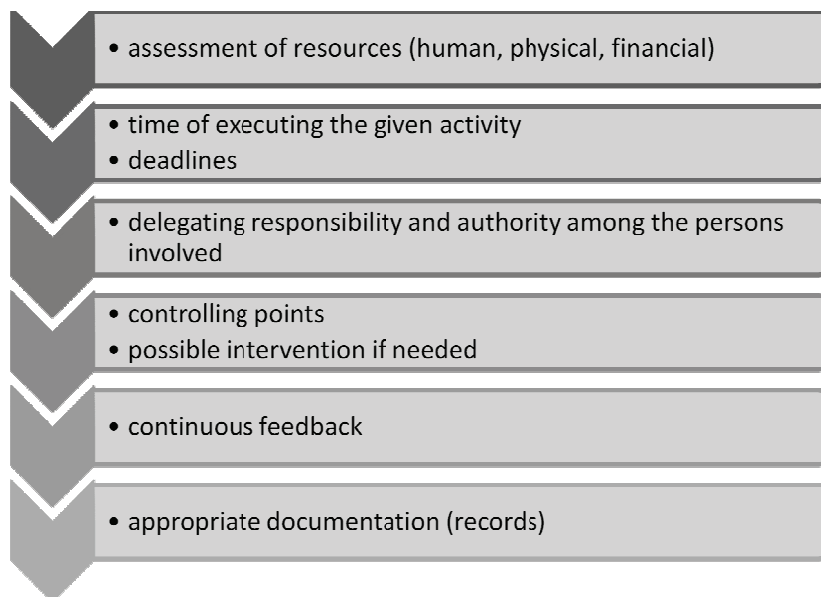 • assessment of resources (human, physical, financial)
• time of executing the given activity
• deadlines
• delegating responsibility and authority among the persons
involved
• controlling points
• possible intervention if needed
• continuous feedback
• appropriate documentation (records)